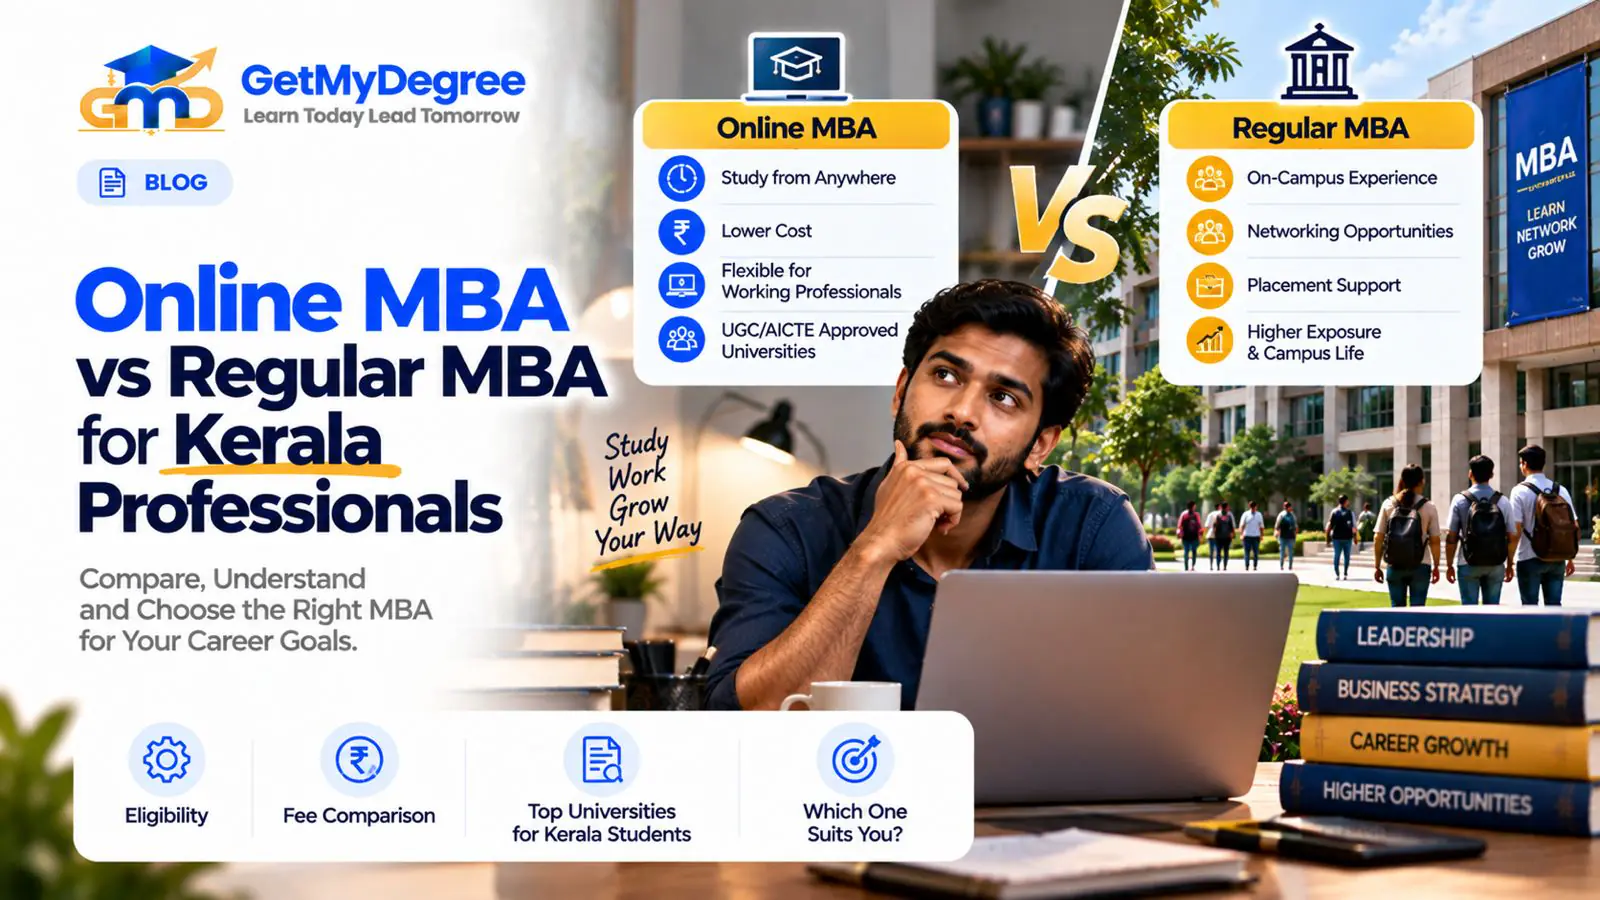 GMD
GetMyDegree
Learn Today Lead Tomorrow
BLOG
Online MBA
vs Regular MBA
for Kerala
Professionals
Compare, Understand
and Choose the Right MBA
for Your Career Goals.
Study
Work
Grow
Your Way
Online MBA
Study from Anywhere
₹
Lower Cost
Flexible for
Working Professionals
UGC/AICTE Approved
Universities
VS
Regular MBA
On-Campus Experience
Networking Opportunities
Placement Support
Higher Exposure
& Campus Life
MBA
LEARN
NETWORK
GROW
LEADERSHIP
BUSINESS STRATEGY
CAREER GROWTH
HIGHER OPPORTUNITIES
Eligibility
₹
Fee Comparison
Top Universities
for Kerala Students
Which One
Suits You?